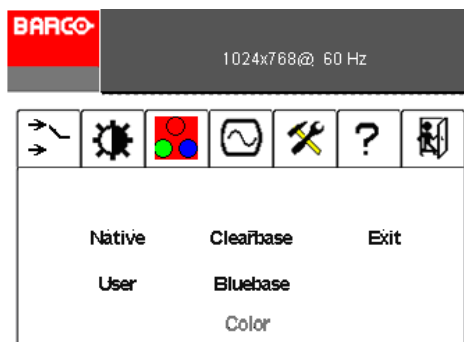 BARCO
1024x768@ 60 Hz
?
Native Clearbase Exit
User Bluebase
Color